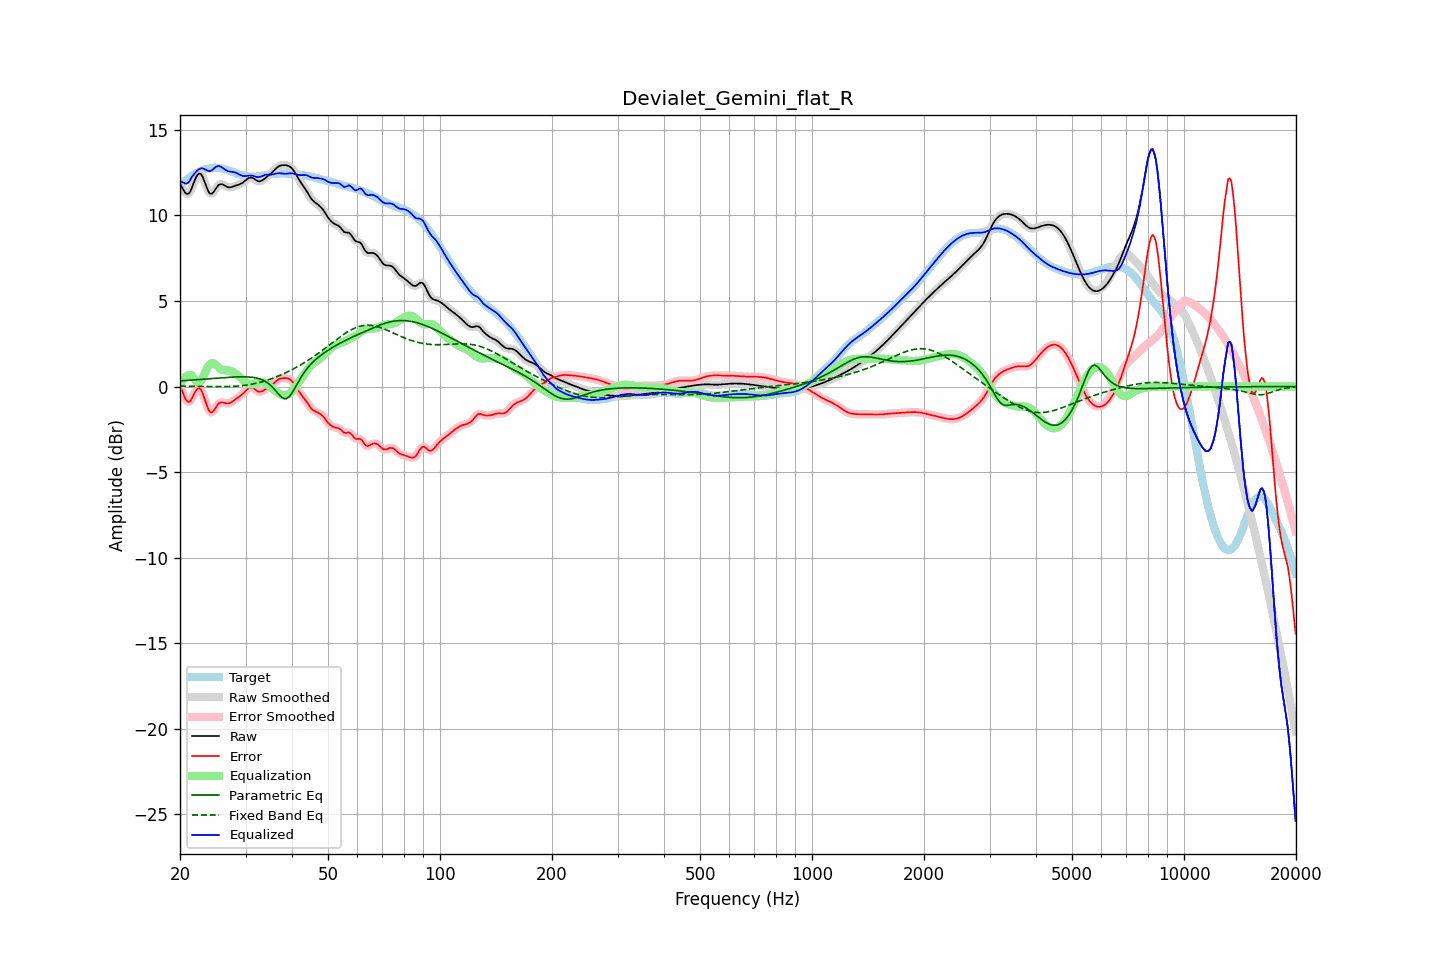 Devialet_Gemini_flat_R
15
10
5
0
−5
−10
−15
−20
−25
Amplitude (dBr)
Target
Raw Smoothed
Error Smoothed
Raw
Error
Equalization
Parametric Eq
Fixed Band Eq
Equalized
20 50 100 200 500 1000 2000 5000 10000 20000
Frequency (Hz)